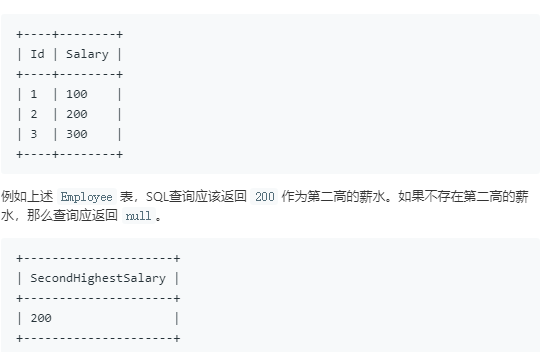 +----+--------+
| Id | Salary |
+----+--------+
| 1  | 100    |
| 2  | 200    |
| 3  | 300    |
+----+--------+
例如上述 Employee 表，SQL查询应该返回 200 作为第二高的薪水。如果不存在第二高的薪
水，那么查询应返回 null。
+---------------------+
| SecondHighestSalary |
+---------------------+
| 200                 |
+---------------------+